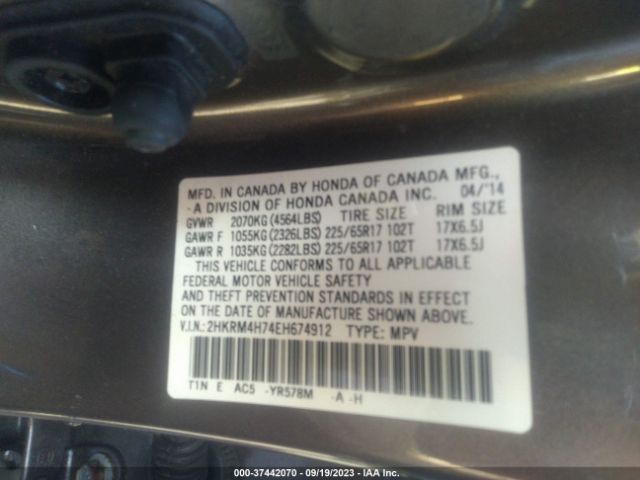 MFD. IN CANADA BY HONDA OF CANADA MFG.,
-A DIVISION OF HONDA CANADA INC. 04/'14
GVWR 2070KG(4564LBS) TIRE SIZE RIM SIZE
GAWR F 1055KG(2326LBS) 225/65R17 102T 17X6.5J
GAWR R 1035KG(2282LBS) 225/65R17 102T 17X6.5J
THIS VEHICLE CONFORMS TO ALL APPLICABLE
FEDERAL MOTOR VEHICLE SAFETY
AND THEFT PREVENTION STANDARDS IN EFFECT
ON THE DATE OF MANUFACTURE SHOWN ABOVE.
V.I.N.:2HKRM4H74EH674912 TYPE: MPV
T1N E AC5 -YR578M -A -H
000-37442070 - 09/19/2023 - IAA Inc.